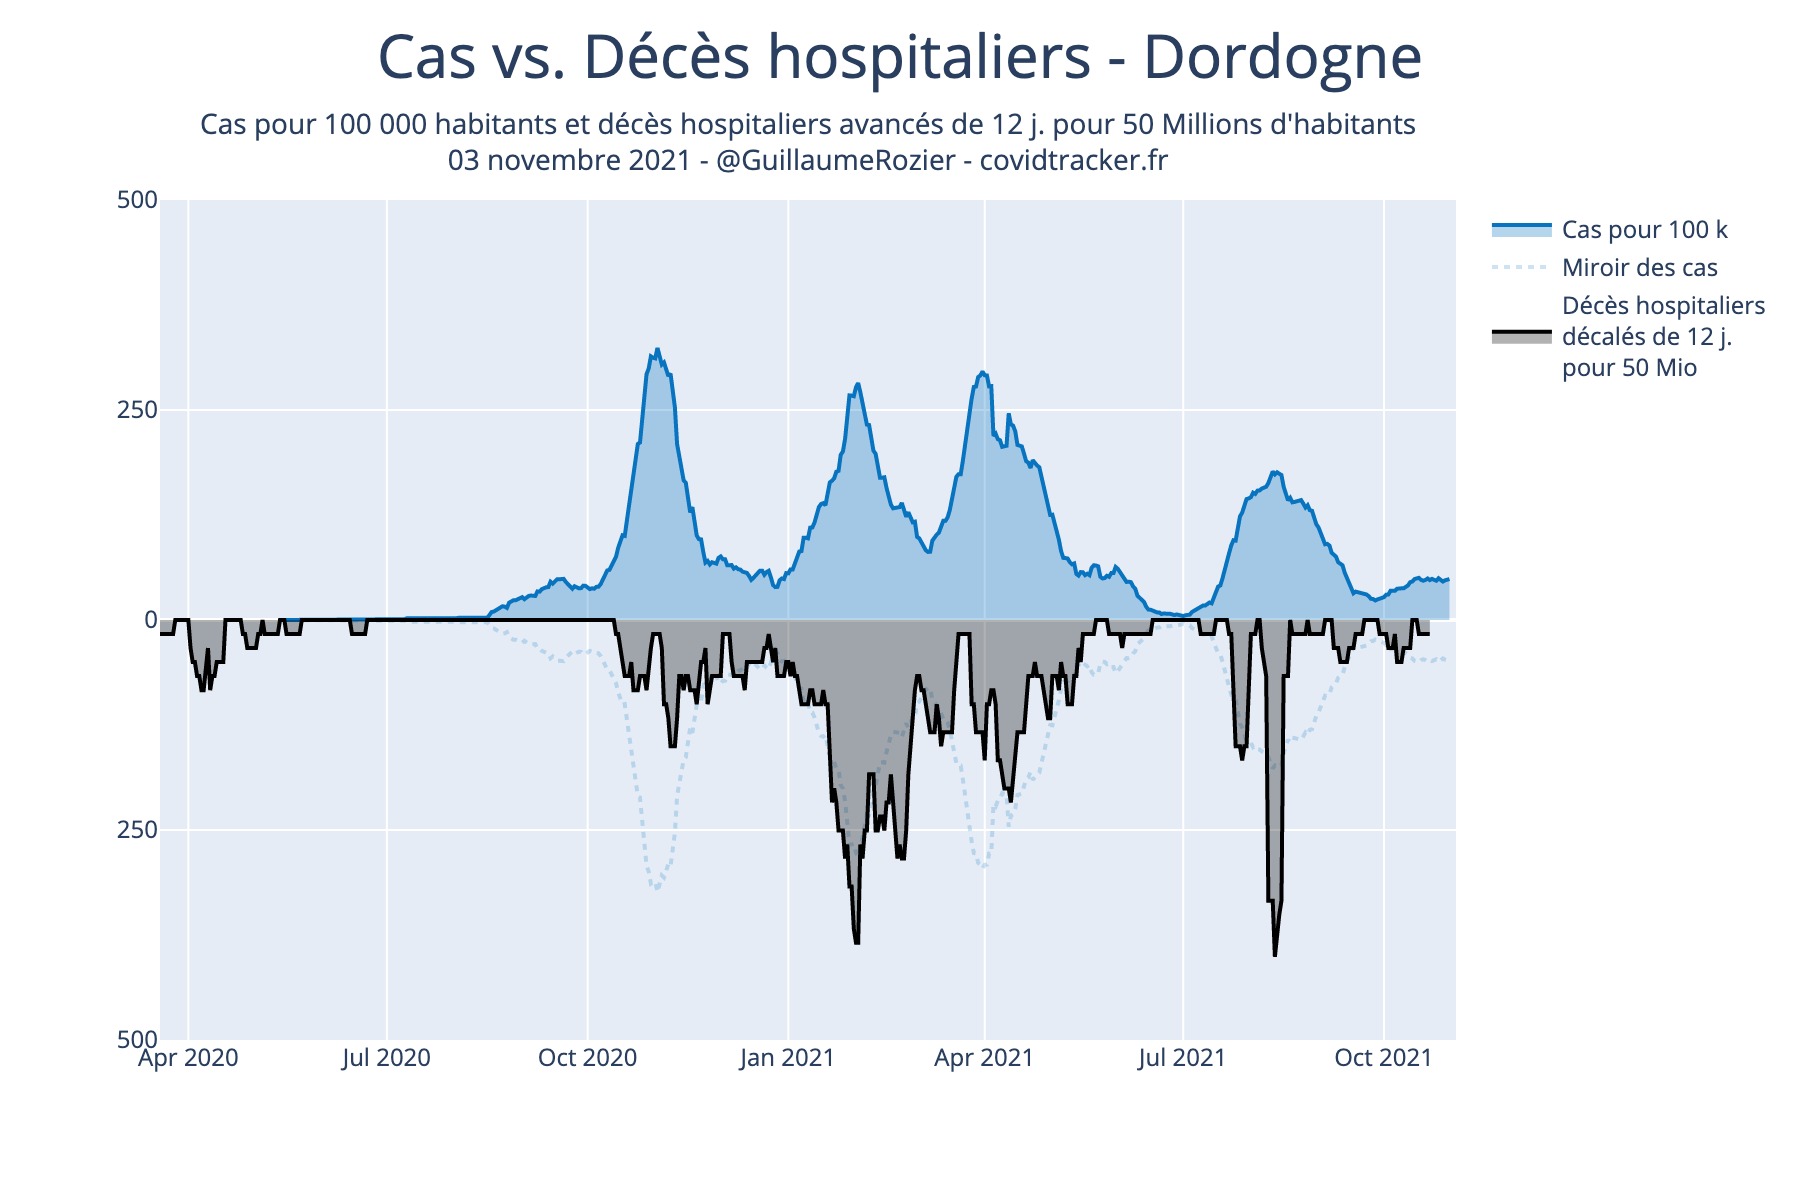 Cas vs. Décès hospitaliers - Dordogne
Cas pour 100 000 habitants et décès hospitaliers avancés de 12 j. pour 50 Millions d'habitants
03 novembre 2021 - @GuillaumeRozier - covidtracker.fr
500
250
0
250
500
Apr 2020
Jul 2020
Oct 2020
Jan 2021
Apr 2021
Jul 2021
Oct 2021
Cas pour 100 k
Miroir des cas
Décès hospitaliers
décalés de 12 j.
pour 50 Mio